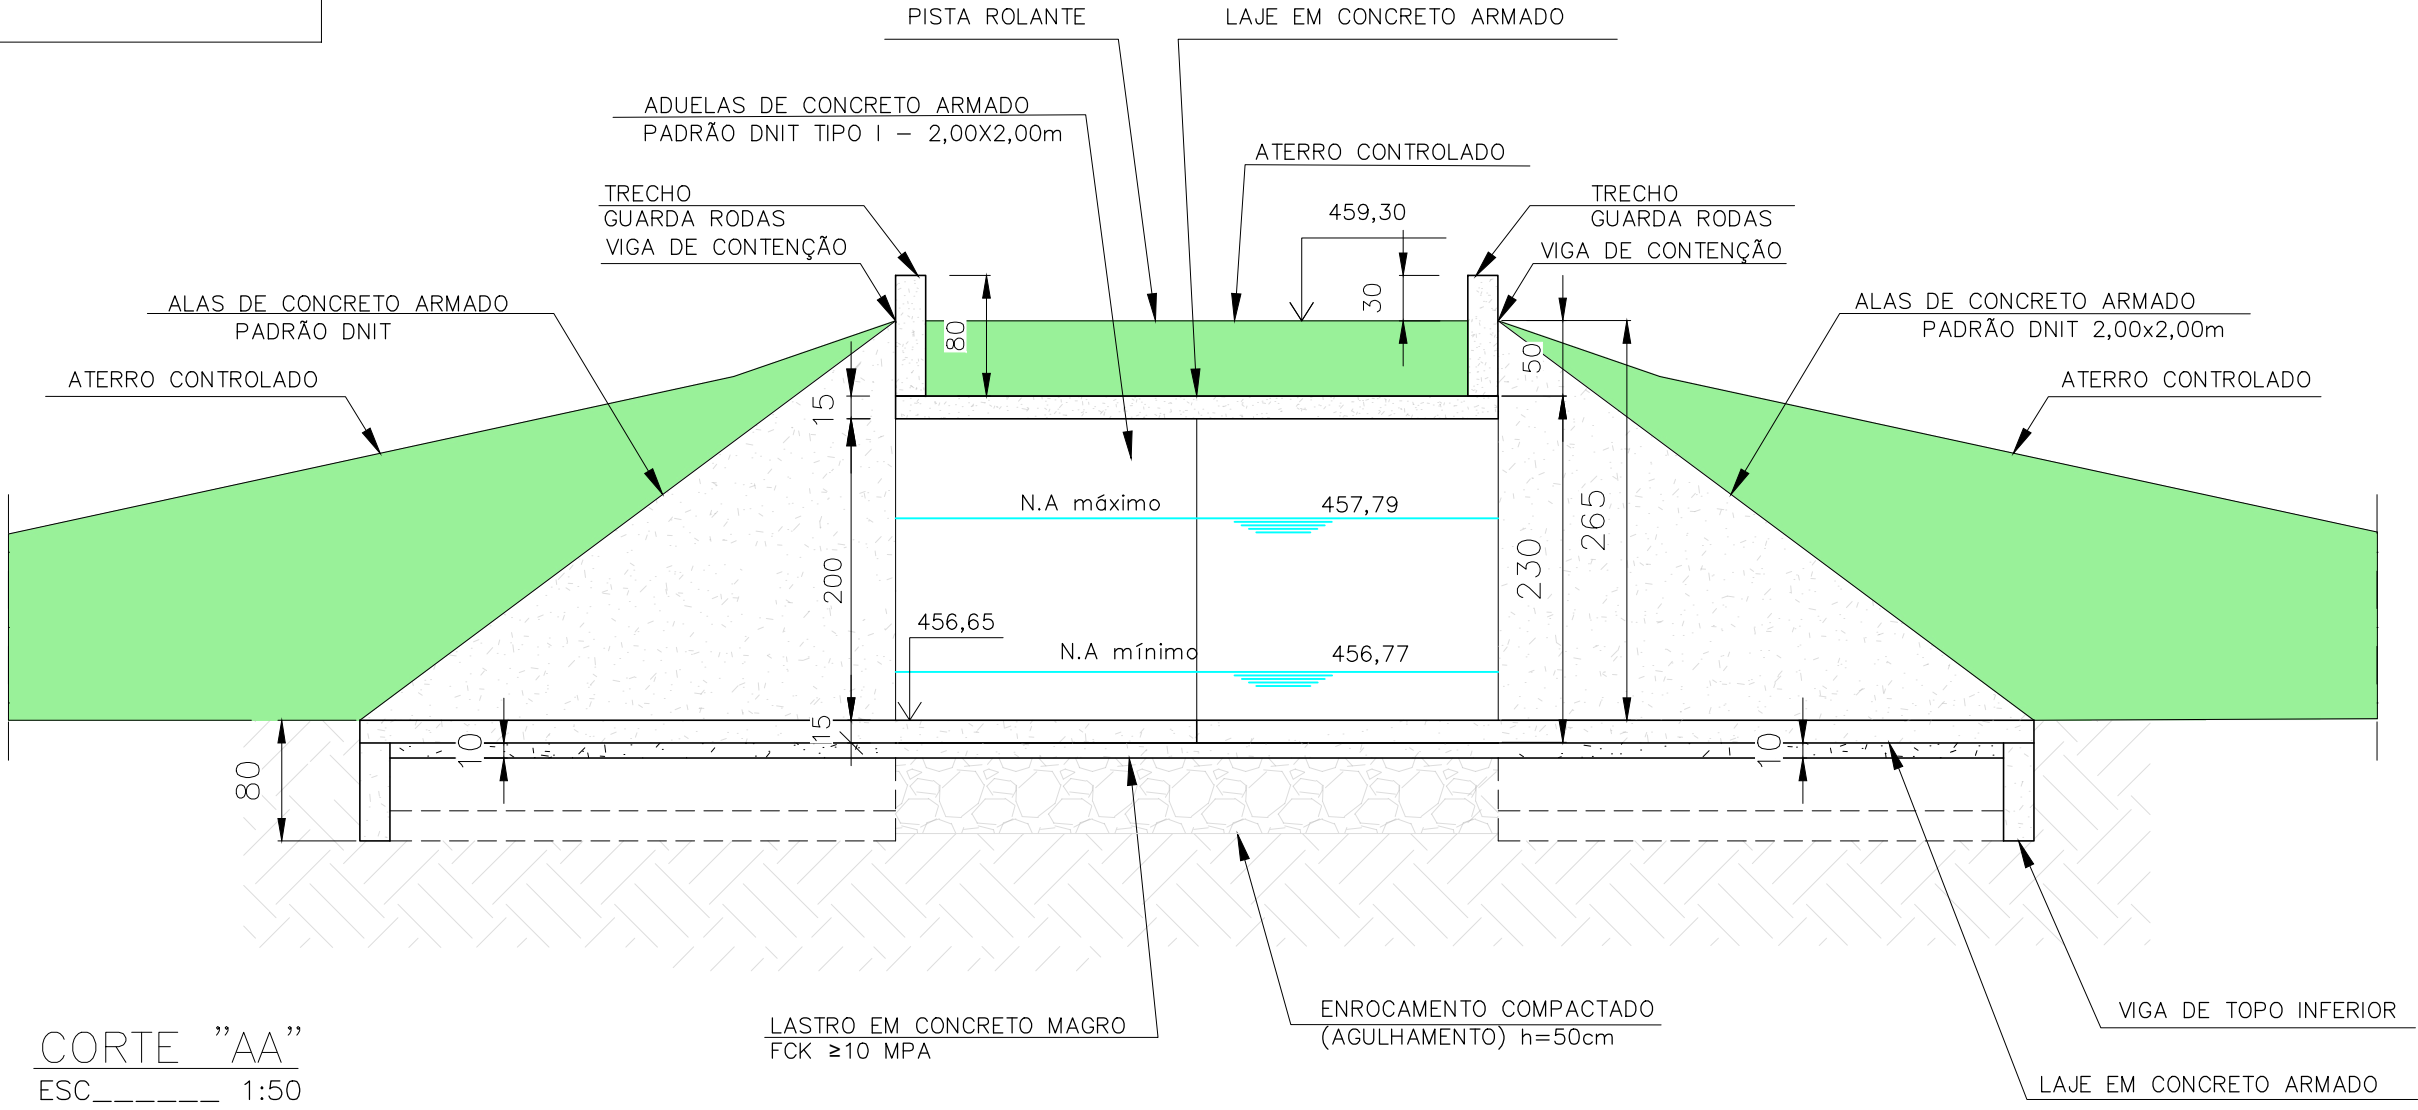 PISTA ROLANTE
LAJE EM CONCRETO ARMADO
ADUELAS DE CONCRETO ARMADO
PADRÃO DNIT TIPO I – 2,00X2,00m
ATERRO CONTROLADO
TRECHO
GUARDA RODAS
VIGA DE CONTENÇÃO
459,30
TRECHO
GUARDA RODAS
VIGA DE CONTENÇÃO
ALAS DE CONCRETO ARMADO
PADRÃO DNIT
ALAS DE CONCRETO ARMADO
PADRÃO DNIT 2,00x2,00m
ATERRO CONTROLADO
ATERRO CONTROLADO
80
30
50
15
N.A máximo
457,79
265
230
200
456,65
N.A mínimo
456,77
15
10
10
80
LASTRO EM CONCRETO MAGRO
FCK ≥10 MPA
ENROCAMENTO COMPACTADO
(AGULHAMENTO) h=50cm
VIGA DE TOPO INFERIOR
LAJE EM CONCRETO ARMADO
CORTE "AA"
ESC______ 1:50